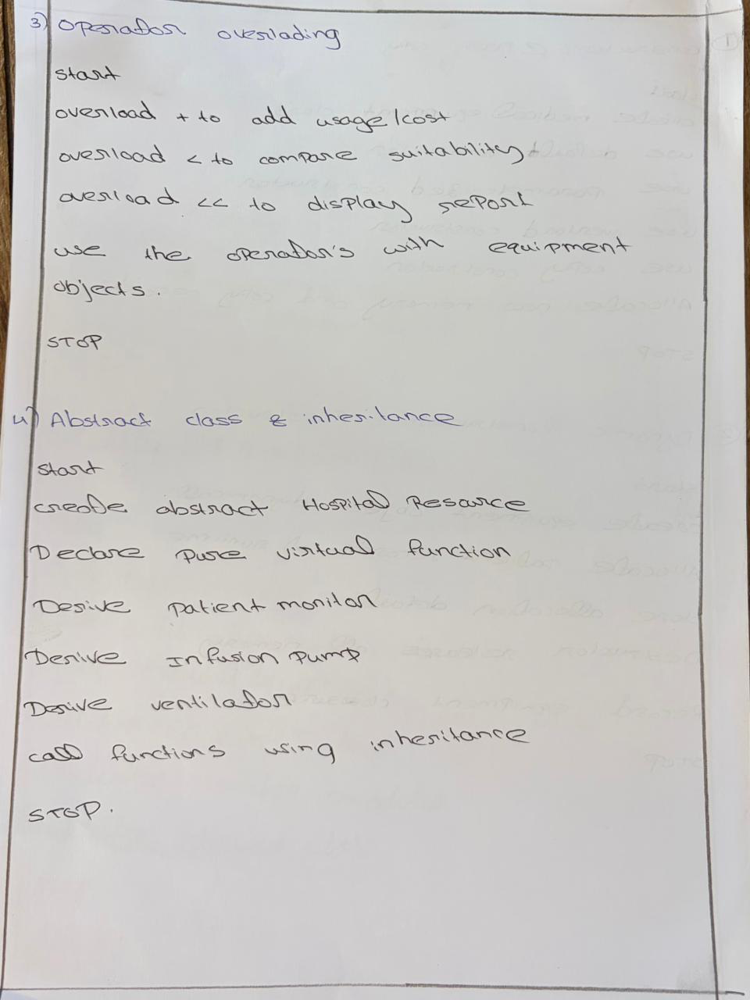 3) Operator overlading
start
overload + to add usage/cost
overload < to compare suitability
overload << to display report
use the operator's with equipment
objects.
STOP
4) Abstract class & inheritance
start
create abstract Hospital Resource
Declare pure virtual function
Derive patient monitor
Derive Infusion Pump
Derive ventilator
call functions using inheritance
STOP.